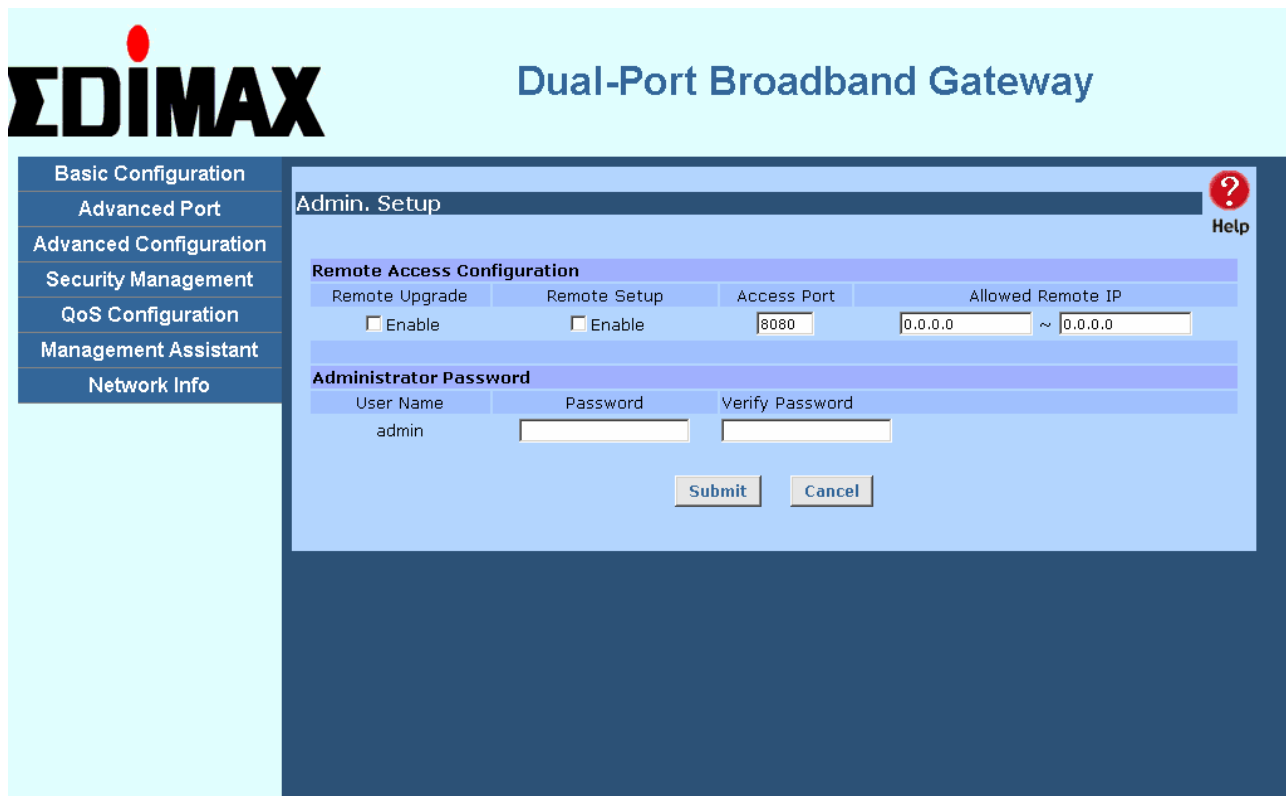 EDIMAX
Dual-Port Broadband Gateway
Basic Configuration
Advanced Port
Advanced Configuration
Security Management
QoS Configuration
Management Assistant
Network Info
Admin. Setup
?
Help
Remote Access Configuration
Remote Upgrade Remote Setup Access Port Allowed Remote IP
Enable Enable 8080 0.0.0.0 ~ 0.0.0.0
Administrator Password
User Name Password Verify Password
admin
Submit Cancel